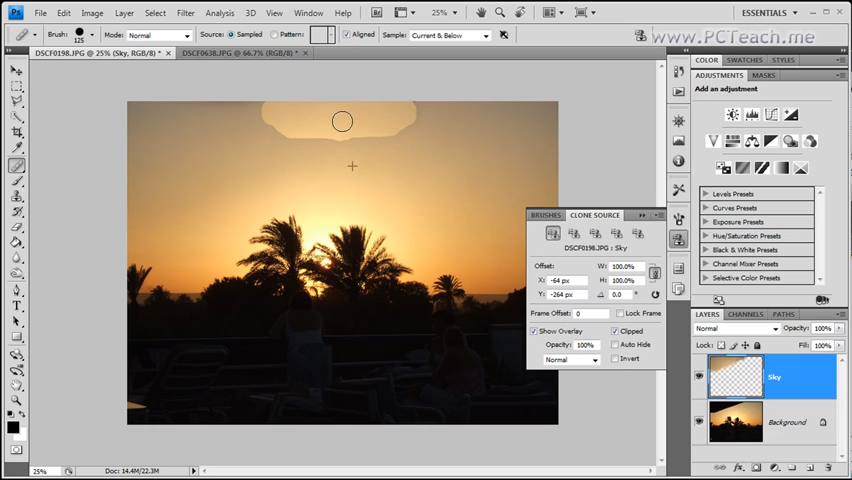 Ps File Edit Image Layer Select Filter Analysis 3D View Window Help Br 25% ESSENTIALS
Brush: 125 Mode: Normal Source: Sampled Pattern: Aligned Sample: Current & Below
www.PCTeach.me
DSCF0198.JPG @ 25% (Sky, RGB/8) * × DSCF0638.JPG @ 66.7% (RGB/8) * ×
COLOR SWATCHES STYLES
ADJUSTMENTS MASKS
Add an adjustment
Levels Presets
Curves Presets
Exposure Presets
Hue/Saturation Presets
Black & White Presets
Channel Mixer Presets
Selective Color Presets
BRUSHES CLONE SOURCE
DSCF0198.JPG : Sky
Offset: W: 100.0%
X: -64 px H: 100.0%
Y: -264 px 0.0 °
Frame Offset: 0 Lock Frame
Show Overlay Clipped
Opacity: 100% Auto Hide
Normal Invert
LAYERS CHANNELS PATHS
Normal Opacity: 100%
Lock: Fill: 100%
Sky
Background
25% Doc: 14.4M/22.3M